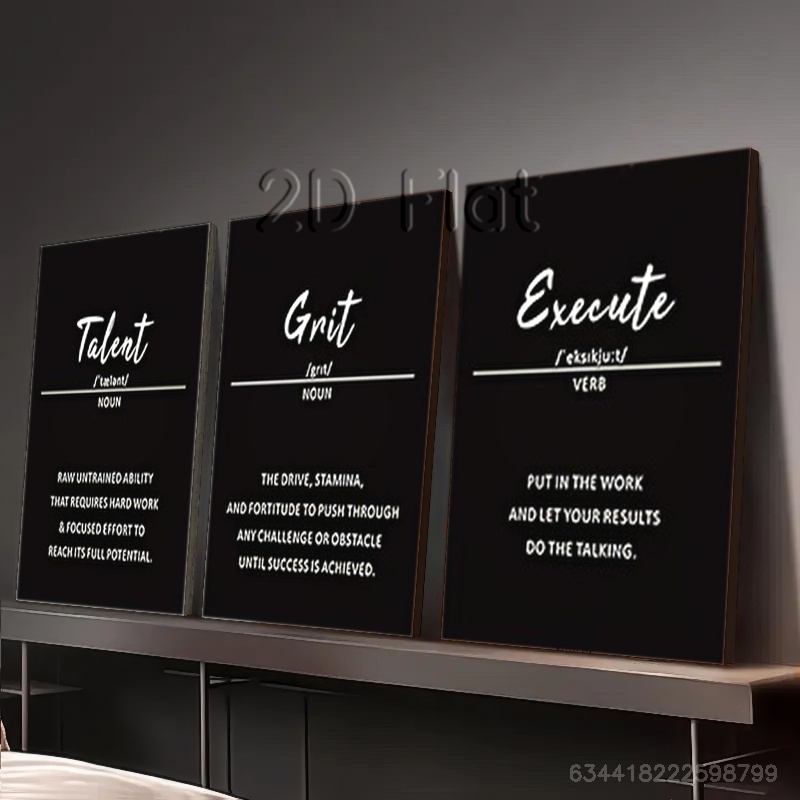 2D Flat
Talent
/'tælənt/
NOUN
RAW UNTRAINED ABILITY
THAT REQUIRES HARD WORK
& FOCUSED EFFORT TO
REACH ITS FULL POTENTIAL.
Grit
/grɪt/
NOUN
THE DRIVE, STAMINA,
AND FORTITUDE TO PUSH THROUGH
ANY CHALLENGE OR OBSTACLE
UNTIL SUCCESS IS ACHIEVED.
Execute
/ˈeksɪkjuːt/
VERB
PUT IN THE WORK
AND LET YOUR RESULTS
DO THE TALKING.
634418222598799